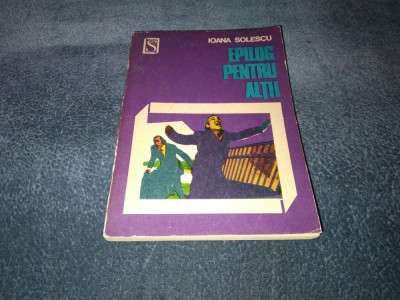 S
IOANA SOLESCU
EPILOG
PENTRU
ALȚII